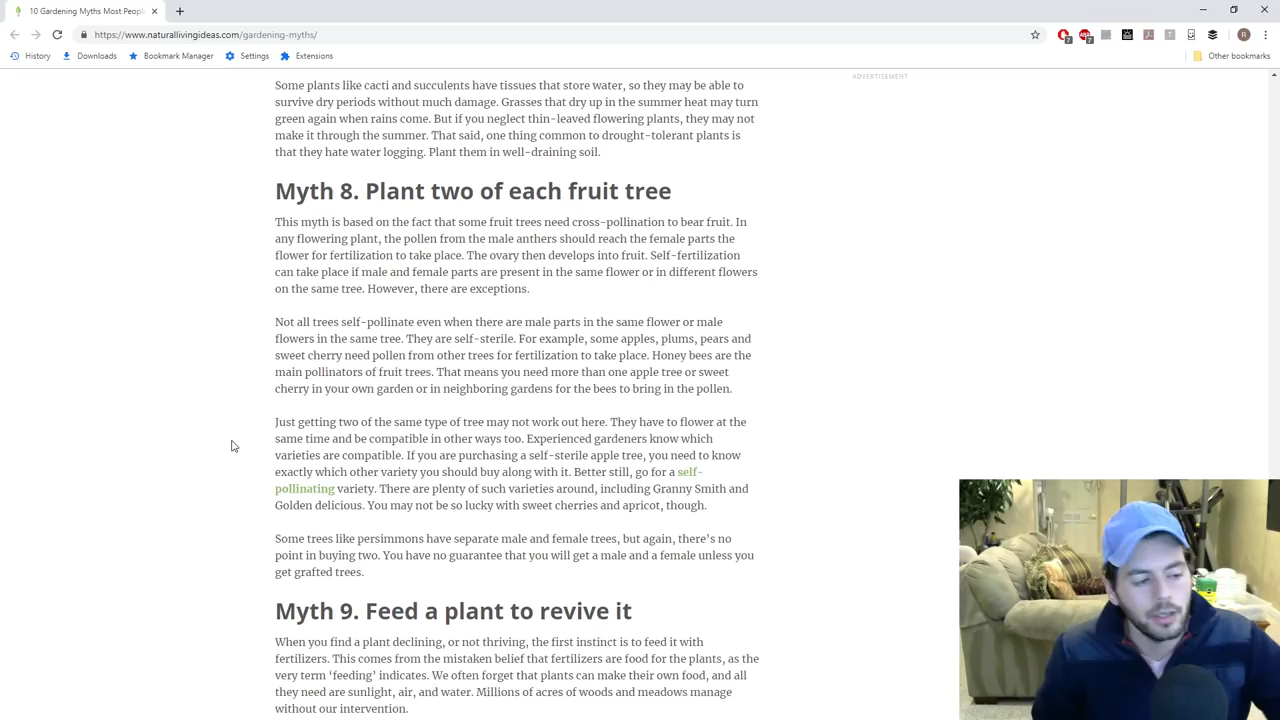 10 Gardening Myths Most People
https://www.naturallivingideas.com/gardening-myths/
History
Downloads
Bookmark Manager
Settings
Extensions
Other bookmarks
ADVERTISEMENT
Some plants like cacti and succulents have tissues that store water, so they may be able to
survive dry periods without much damage. Grasses that dry up in the summer heat may turn
green again when rains come. But if you neglect thin-leaved flowering plants, they may not
make it through the summer. That said, one thing common to drought-tolerant plants is
that they hate water logging. Plant them in well-draining soil.
Myth 8. Plant two of each fruit tree
This myth is based on the fact that some fruit trees need cross-pollination to bear fruit. In
any flowering plant, the pollen from the male anthers should reach the female parts the
flower for fertilization to take place. The ovary then develops into fruit. Self-fertilization
can take place if male and female parts are present in the same flower or in different flowers
on the same tree. However, there are exceptions.
Not all trees self-pollinate even when there are male parts in the same flower or male
flowers in the same tree. They are self-sterile. For example, some apples, plums, pears and
sweet cherry need pollen from other trees for fertilization to take place. Honey bees are the
main pollinators of fruit trees. That means you need more than one apple tree or sweet
cherry in your own garden or in neighboring gardens for the bees to bring in the pollen.
Just getting two of the same type of tree may not work out here. They have to flower at the
same time and be compatible in other ways too. Experienced gardeners know which
varieties are compatible. If you are purchasing a self-sterile apple tree, you need to know
exactly which other variety you should buy along with it. Better still, go for a self-
pollinating variety. There are plenty of such varieties around, including Granny Smith and
Golden delicious. You may not be so lucky with sweet cherries and apricot, though.
Some trees like persimmons have separate male and female trees, but again, there's no
point in buying two. You have no guarantee that you will get a male and a female unless you
get grafted trees.
Myth 9. Feed a plant to revive it
When you find a plant declining, or not thriving, the first instinct is to feed it with
fertilizers. This comes from the mistaken belief that fertilizers are food for the plants, as the
very term ‘feeding’ indicates. We often forget that plants can make their own food, and all
they need are sunlight, air, and water. Millions of acres of woods and meadows manage
without our intervention.